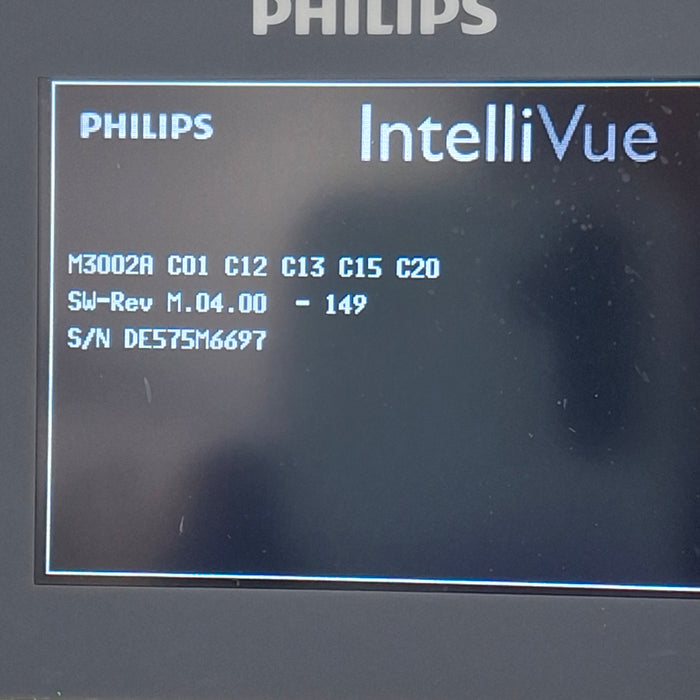 PHILIPS
PHILIPS IntelliVue
M3002A C01 C12 C13 C15 C20
SW-Rev M.04.00 - 149
S/N DE575M6697